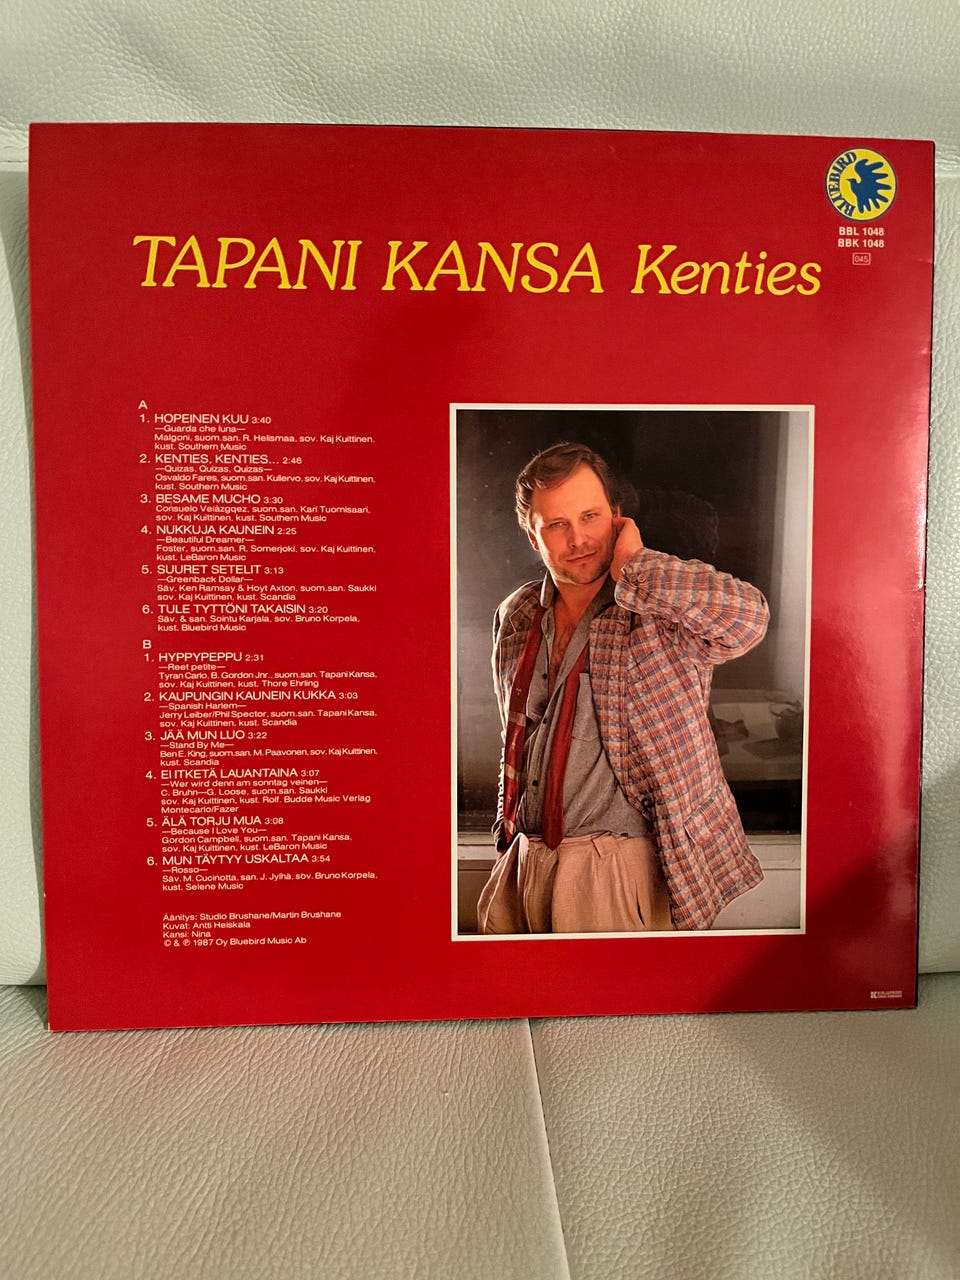 BLUEBIRD
BBL 1048
BBK 1048
045
TAPANI KANSA Kenties
A
1. HOPEINEN KUU 3:40
—Guarda che luna—
Malgoni, suom.san. R. Helismaa, sov. Kaj Kuittinen,
kust. Southern Music
2. KENTIES, KENTIES... 2:46
—Quizas, Quizas, Quizas—
Osvaldo Fares, suom.san. Kullervo, sov. Kaj Kuittinen,
kust. Southern Music
3. BESAME MUCHO 3:30
Consuelo Veiàzgqez, suom.san. Kari Tuomisaari,
sov. Kaj Kuittinen, kust. Southern Music
4. NUKKUJA KAUNEIN 2:25
—Beautiful Dreamer—
Foster, suom.san. R. Somerjoki, sov. Kaj Kuittinen,
kust. LeBaron Music
5. SUURET SETELIT 3:13
—Greenback Dollar—
Säv. Ken Ramsay & Hoyt Axton, suom.san. Saukki
sov. Kaj Kuittinen, kust. Scandia
6. TULE TYTTÖNI TAKAISIN 3:20
Säv. & san. Sointu Karjala, sov. Bruno Korpela,
kust. Bluebird Music
B
1. HYPPYPEPPU 2:31
—Reet petite—
Tyran Carlo, B. Gordon Jnr., suom.san. Tapani Kansa,
sov. Kaj Kuittinen, kust. Thore Ehrling
2. KAUPUNGIN KAUNEIN KUKKA 3:03
—Spanish Harlem—
Jerry Leiber/Phil Spector, suom.san. Tapani Kansa,
sov. Kaj Kuittinen, kust. Scandia
3. JÄÄ MUN LUO 3:22
—Stand By Me—
Ben E. King, suom.san. M. Paavonen, sov. Kaj Kuittinen,
kust. Scandia
4. EI ITKETÄ LAUANTAINA 3:07
—Wer wird denn am sonntag veinen—
C. Bruhn—G. Loose, suom.san. Saukki
sov. Kaj Kuittinen, kust. Rolf. Budde Music Verlag
Montecarlo/Fazer
5. ÄLÄ TORJU MUA 3:08
—Because I Love You—
Gordon Campbell, suom.san. Tapani Kansa,
sov. Kaj Kuittinen, kust. LeBaron Music
6. MUN TÄYTYY USKALTAA 3:54
—Rosso—
Säv. M. Cucinotta, san. J. Jylhä, sov. Bruno Korpela,
kust. Selene Music
Äänitys: Studio Brushane/Martin Brushane
Kuvat: Antti Heiskala
Kansi: Nina
© & ℗ 1987 Oy Bluebird Music Ab